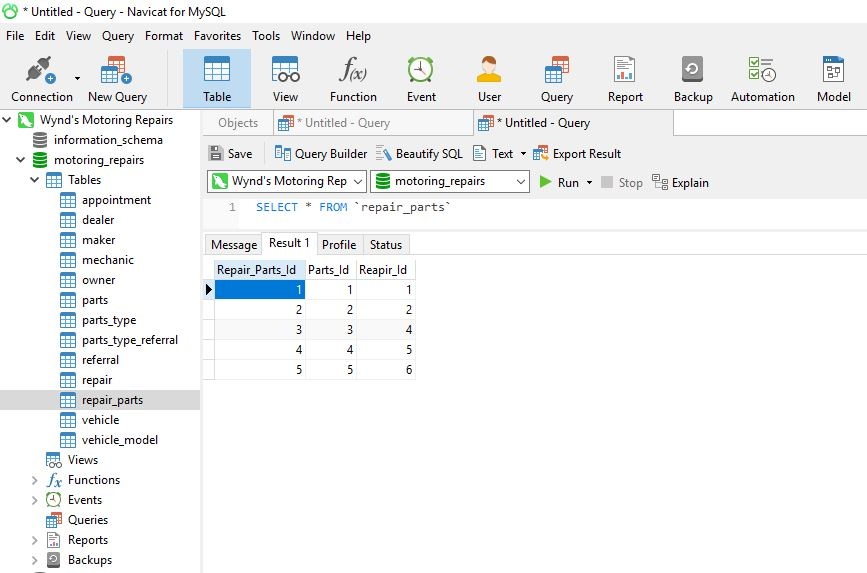 * Untitled - Query - Navicat for MySQL
File Edit View Query Format Favorites Tools Window Help
Connection New Query Table View Function Event User Query Report Backup Automation Model
f(x)
Wynd's Motoring Repairs
information_schema
motoring_repairs
Tables
appointment
dealer
maker
mechanic
owner
parts
parts_type
parts_type_referral
referral
repair
repair_parts
vehicle
vehicle_model
Views
fx Functions
Events
Queries
Reports
Backups
Objects * Untitled - Query * Untitled - Query
Save Query Builder Beautify SQL Text Export Result
Wynd's Motoring Rep motoring_repairs Run Stop Explain
1 SELECT * FROM `repair_parts`
Message Result 1 Profile Status
Repair_Parts_Id Parts_Id Reapir_Id
1 1 1
2 2 2
3 3 4
4 4 5
5 5 6